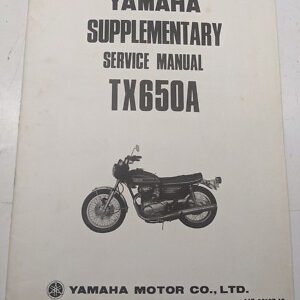 YAMAHA
SUPPLEMENTARY
SERVICE MANUAL
TX650A
YAMAHA MOTOR CO., LTD.